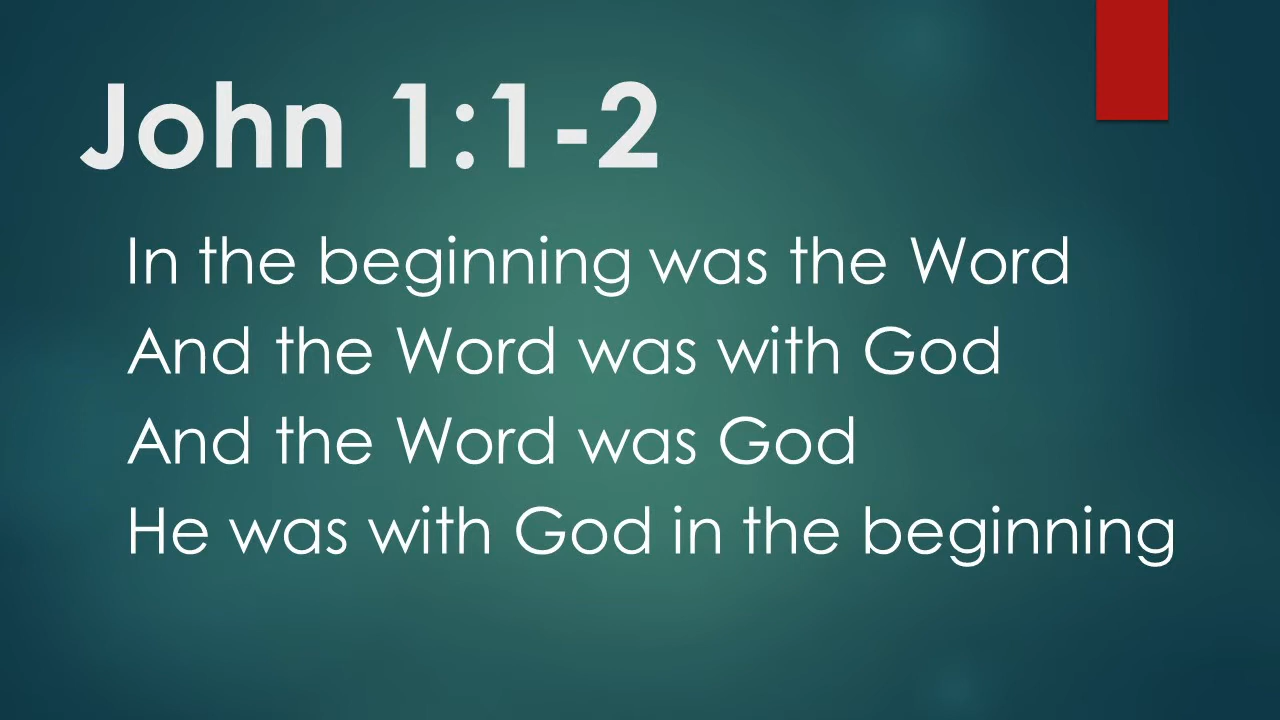 John 1:1-2
In the beginning was the Word
And the Word was with God
And the Word was God
He was with God in the beginning